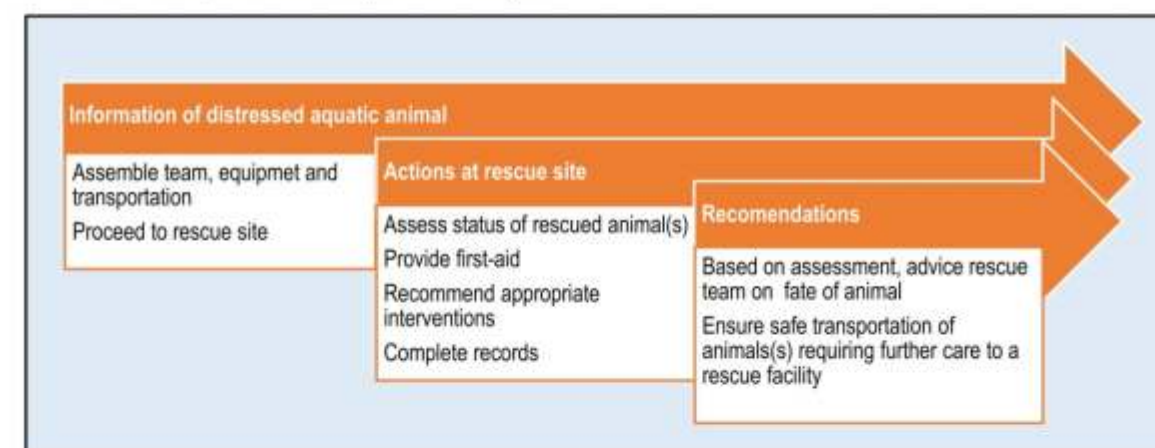 Information of distressed aquatic animal
Assemble team, equipmet and
transportation
Proceed to rescue site
Actions at rescue site
Assess status of rescued animal(s)
Provide first-aid
Recommend appropriate
interventions
Complete records
Recomendations
Based on assessment, advice rescue
team on fate of animal
Ensure safe transportation of
animals(s) requiring further care to a
rescue facility